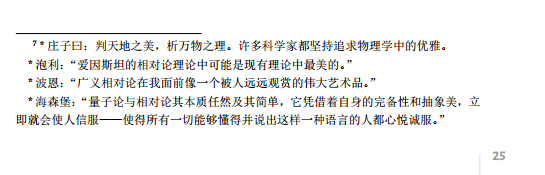 7 * 庄子曰：判天地之美，析万物之理。许多科学家都坚持追求物理学中的优雅。
* 泡利：“爱因斯坦的相对论理论中可能是现有理论中最美的。”
* 波恩：“广义相对论在我面前像一个被人远远观赏的伟大艺术品。”
* 海森堡：“量子论与相对论其本质任然及其简单，它凭借着自身的完备性和抽象美，立
即就会使人信服——使得所有一切能够懂得并说出这样一种语言的人都心悦诚服。”
25